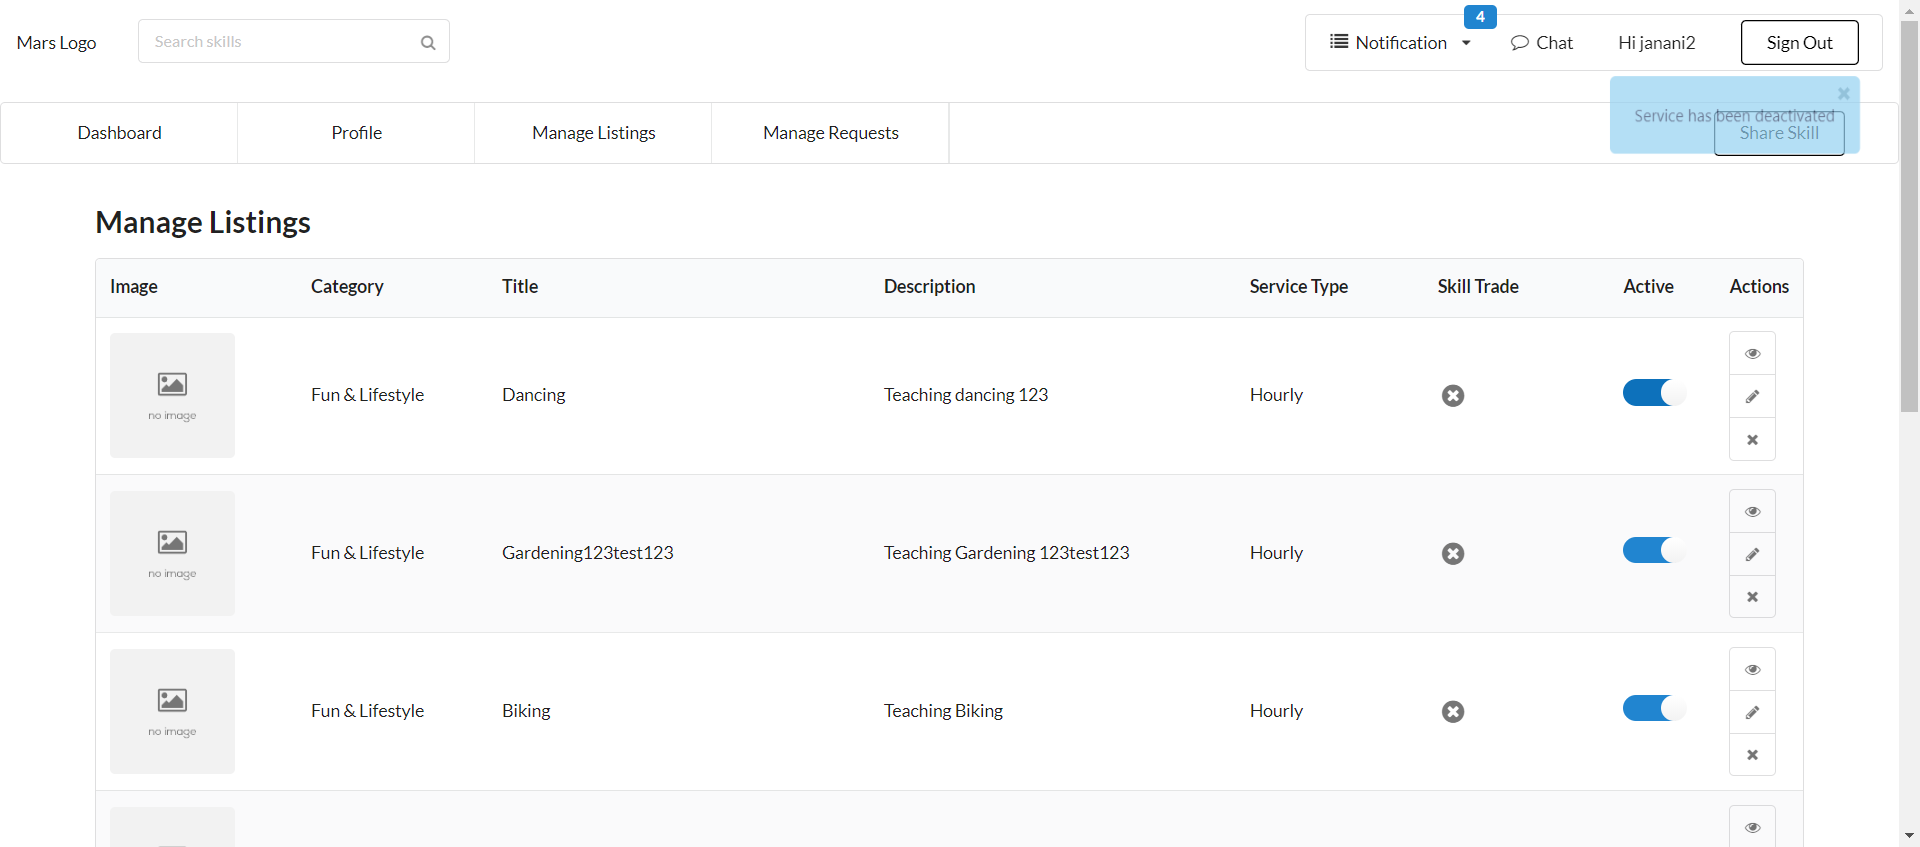 Mars Logo
Search skills
4
Notification
Chat
Hi janani2
Sign Out
Service has been deactivated
Dashboard
Profile
Manage Listings
Manage Requests
Share Skill
Manage Listings
Image Category Title Description Service Type Skill Trade Active Actions
no image
Fun & Lifestyle Dancing Teaching dancing 123 Hourly
no image
Fun & Lifestyle Gardening123test123 Teaching Gardening 123test123 Hourly
no image
Fun & Lifestyle Biking Teaching Biking Hourly